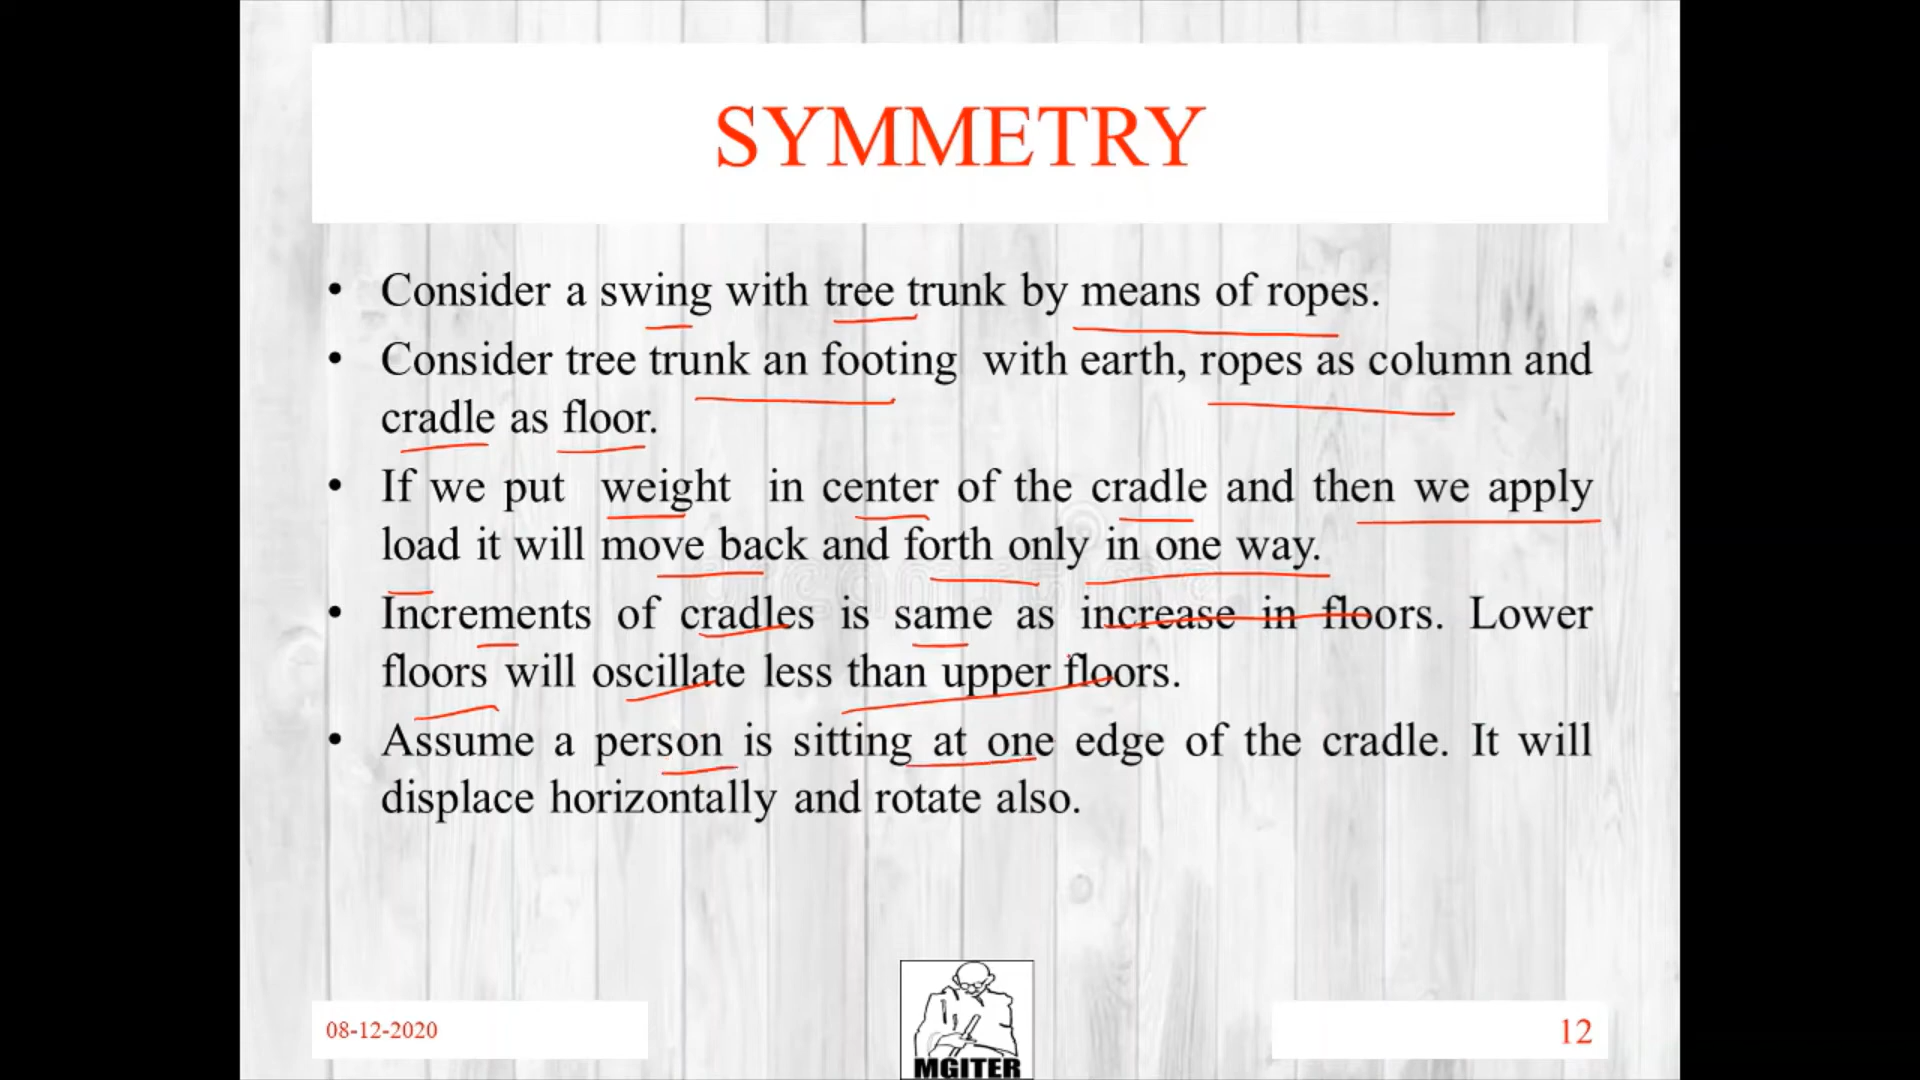 SYMMETRY
• Consider a swing with tree trunk by means of ropes.
• Consider tree trunk an footing with earth, ropes as column and
cradle as floor.
• If we put weight in center of the cradle and then we apply
load it will move back and forth only in one way.
• Increments of cradles is same as increase in floors. Lower
floors will oscillate less than upper floors.
• Assume a person is sitting at one edge of the cradle. It will
displace horizontally and rotate also.
08-12-2020
MGITER
12